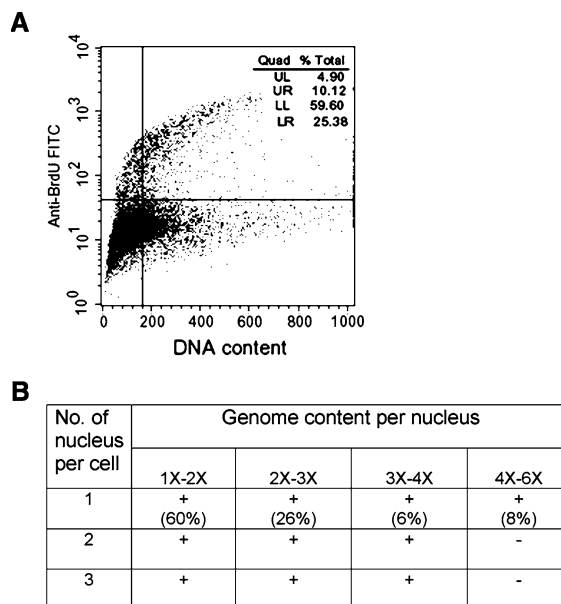 A
Quad % Total
UL 4.90
UR 10.12
LL 59.60
LR 25.38
Anti-BrdU FITC
10^4
10^3
10^2
10^1
10^0
0 200 400 600 800 1000
DNA content
B
No. of nucleus per cell
Genome content per nucleus
1X-2X 2X-3X 3X-4X 4X-6X
1 + + + +
(60%) (26%) (6%) (8%)
2 + + + -
3 + + + -